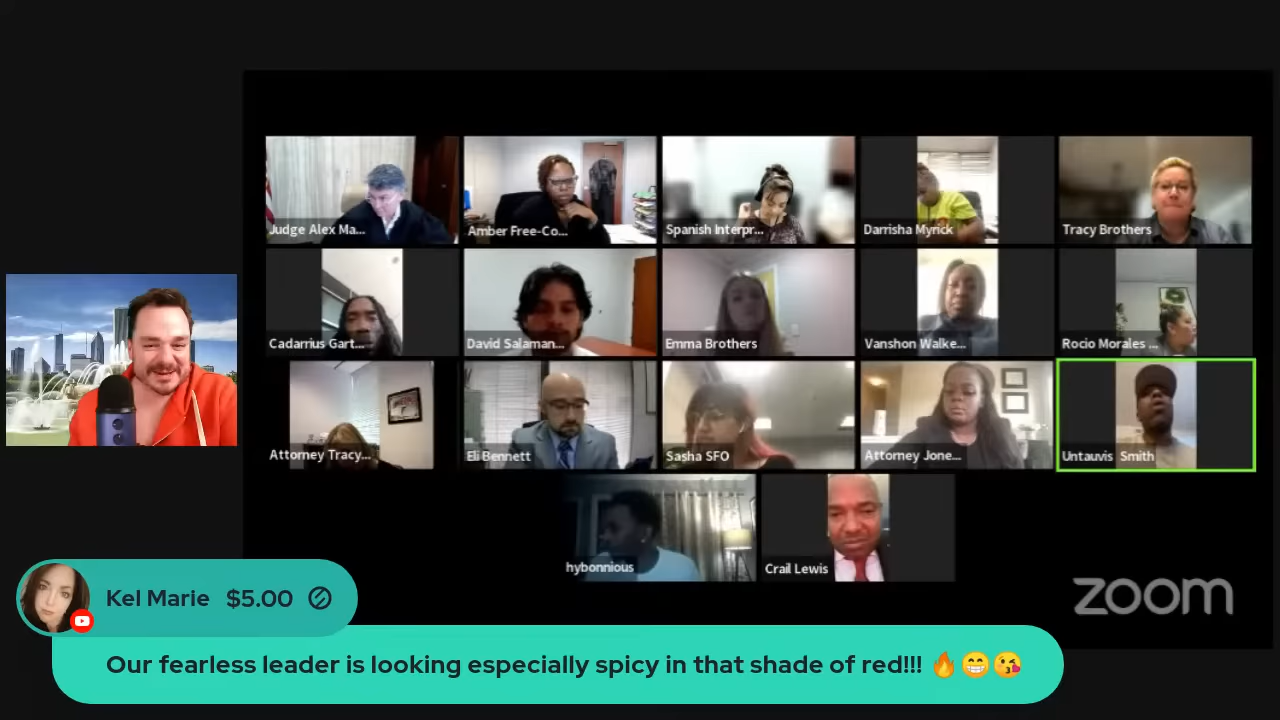 Judge Alex Ma...
Amber Free-Co...
Spanish Interpr...
Darrisha Myrick
Tracy Brothers
Cadarrius Gart...
David Salaman...
Emma Brothers
Vanshon Walke...
Rocio Morales ...
Attorney Tracy...
Eli Bennett
Sasha SFO
Attorney Jone...
Untauvis Smith
hybonnious
Crail Lewis
zoom
Kel Marie $5.00
Our fearless leader is looking especially spicy in that shade of red!!! 🔥😁😘